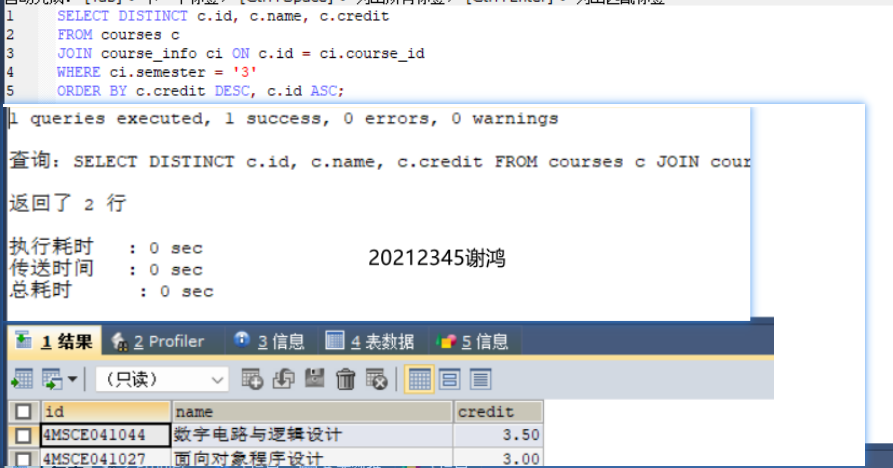 1 SELECT DISTINCT c.id, c.name, c.credit
2 FROM courses c
3 JOIN course_info ci ON c.id = ci.course_id
4 WHERE ci.semester = '3'
5 ORDER BY c.credit DESC, c.id ASC;
1 queries executed, 1 success, 0 errors, 0 warnings
查询: SELECT DISTINCT c.id, c.name, c.credit FROM courses c JOIN cour
返回了 2 行
执行耗时 : 0 sec
传送时间 : 0 sec
总耗时 : 0 sec
20212345谢鸿
1 结果 2 Profiler 3 信息 4 表数据 5 信息
(只读)
id name credit
4MSCE041044 数字电路与逻辑设计 3.50
4MSCE041027 面向对象程序设计 3.00